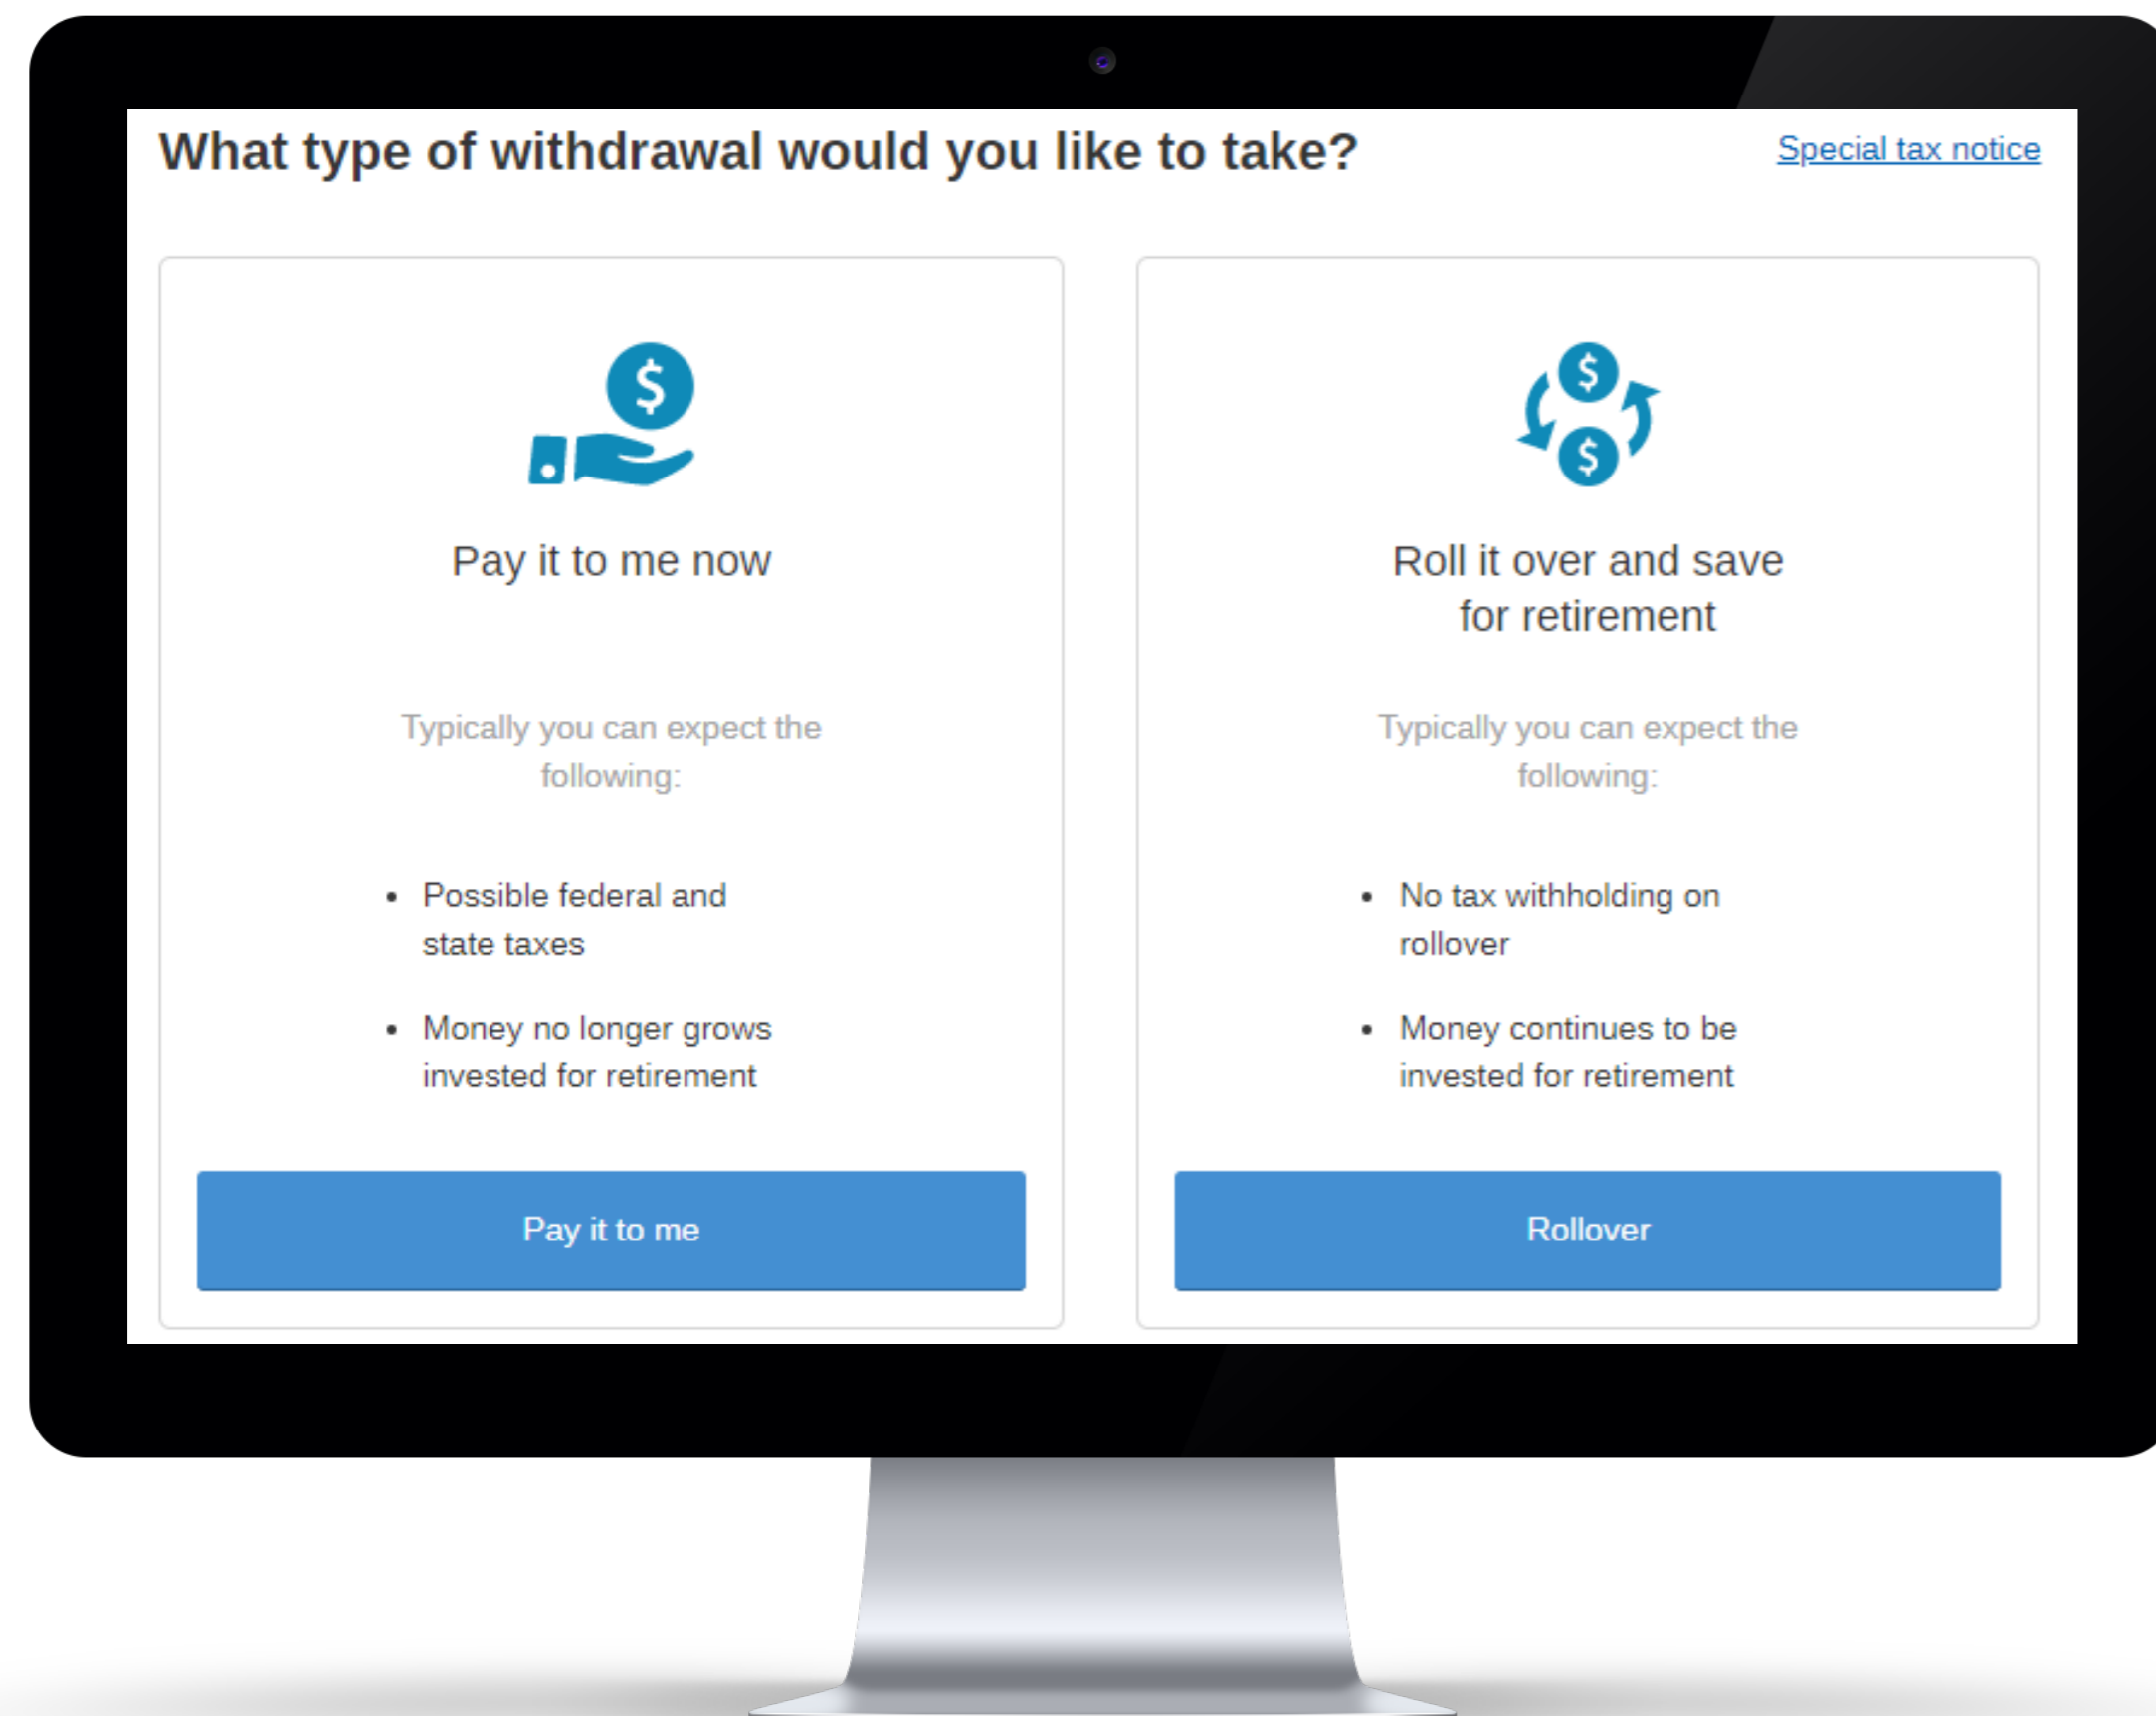 What type of withdrawal would you like to take?
Special tax notice
$
Pay it to me now
Typically you can expect the
following:
• Possible federal and
state taxes
• Money no longer grows
invested for retirement
Pay it to me
$
$
Roll it over and save
for retirement
Typically you can expect the
following:
• No tax withholding on
rollover
• Money continues to be
invested for retirement
Rollover